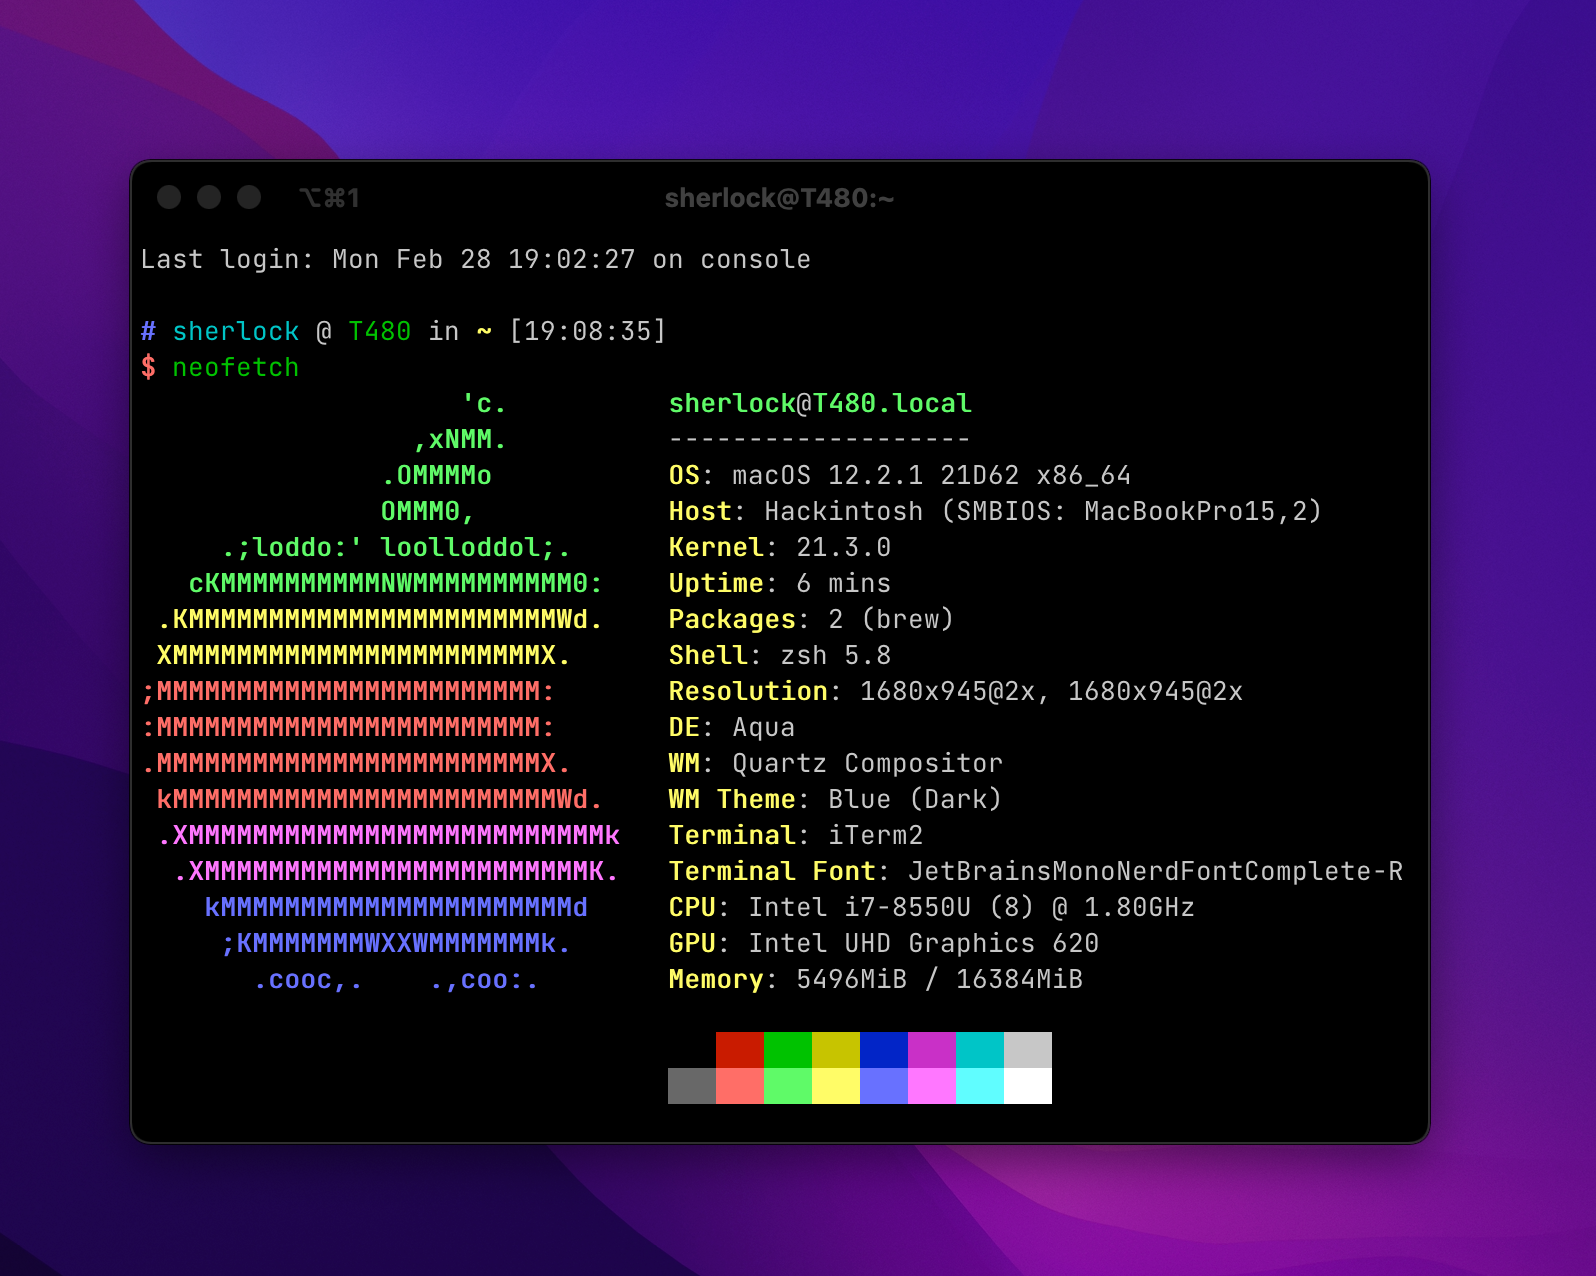 ⌥⌘1 sherlock@T480:~
Last login: Mon Feb 28 19:02:27 on console
# sherlock @ T480 in ~ [19:08:35]
$ neofetch
'c. sherlock@T480.local
,xNMM. -------------------
.OMMMMo OS: macOS 12.2.1 21D62 x86_64
OMMM0, Host: Hackintosh (SMBIOS: MacBookPro15,2)
.;loddo:' loolloddol;. Kernel: 21.3.0
cKMMMMMMMMMMNWMMMMMMMMMM0: Uptime: 6 mins
.KMMMMMMMMMMMMMMMMMMMMMMMWd. Packages: 2 (brew)
XMMMMMMMMMMMMMMMMMMMMMMMX. Shell: zsh 5.8
;MMMMMMMMMMMMMMMMMMMMMMMM: Resolution: 1680x945@2x, 1680x945@2x
:MMMMMMMMMMMMMMMMMMMMMMMM: DE: Aqua
.MMMMMMMMMMMMMMMMMMMMMMMMX. WM: Quartz Compositor
kMMMMMMMMMMMMMMMMMMMMMMMMWd. WM Theme: Blue (Dark)
.XMMMMMMMMMMMMMMMMMMMMMMMMMMk Terminal: iTerm2
.XMMMMMMMMMMMMMMMMMMMMMMMMK. Terminal Font: JetBrainsMonoNerdFontComplete-R
kMMMMMMMMMMMMMMMMMMMMMMd CPU: Intel i7-8550U (8) @ 1.80GHz
;KMMMMMMMWXXWMMMMMMMk. GPU: Intel UHD Graphics 620
.cooc,. .,coo:. Memory: 5496MiB / 16384MiB